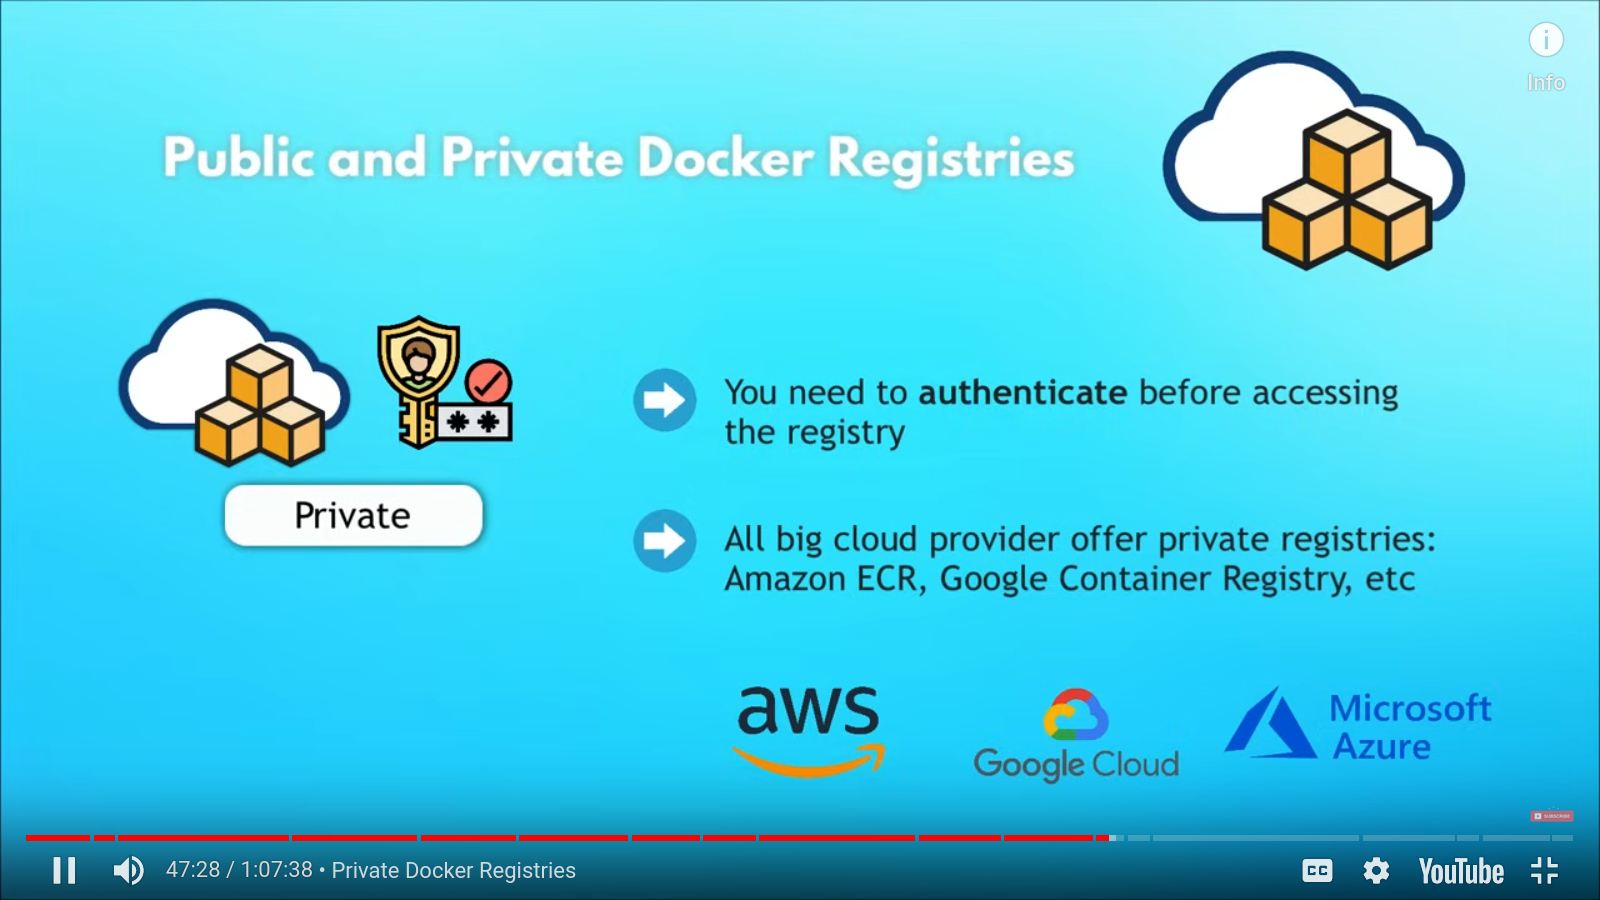 Info
Public and Private Docker Registries
You need to authenticate before accessing
the registry
Private
All big cloud provider offer private registries:
Amazon ECR, Google Container Registry, etc
aws
Google Cloud
Microsoft
Azure
SUBSCRIBE
47:28 / 1:07:38 • Private Docker Registries
CC
YouTube